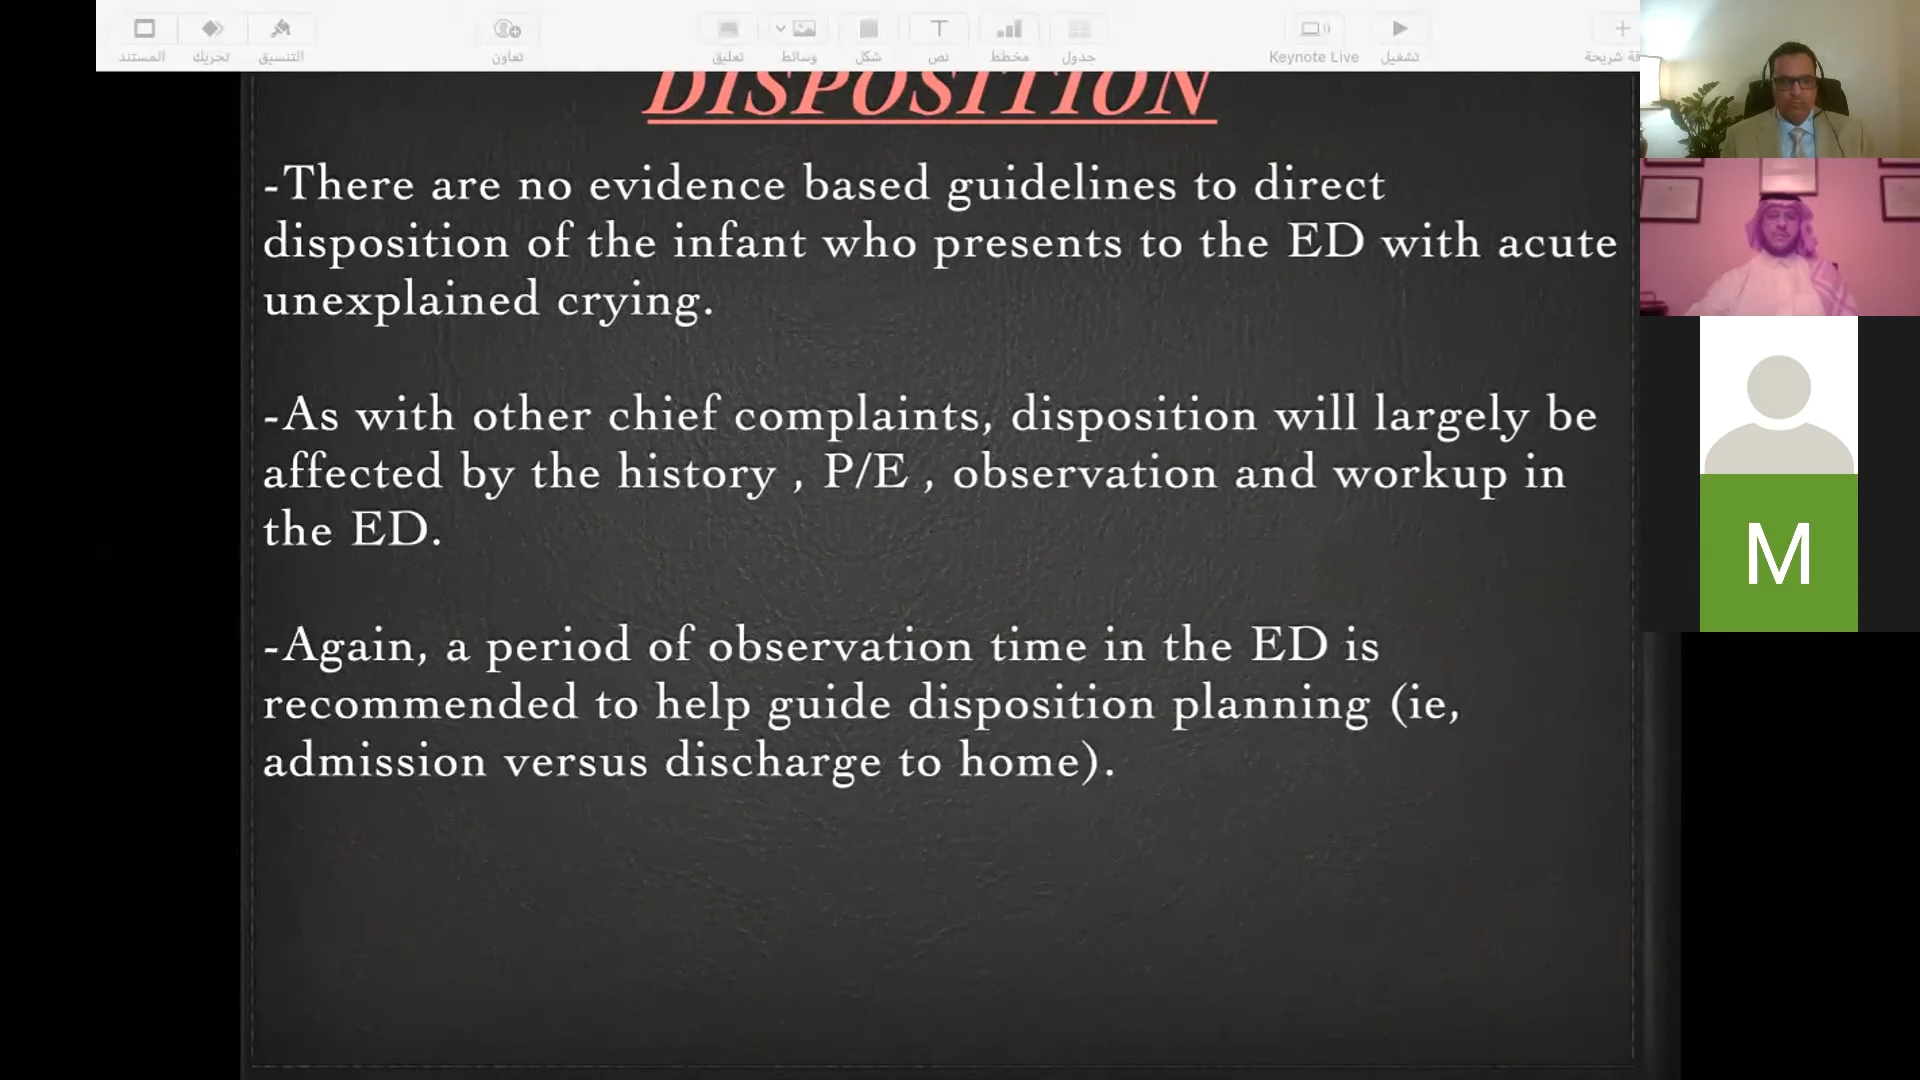 المستند
تحريك
التنسيق
تعاون
تعليق
وسائط
شكل
نص
مخطط
جدول
Keynote Live
تشغيل
شريحة
DISPOSITION
-There are no evidence based guidelines to direct
disposition of the infant who presents to the ED with acute
unexplained crying.
-As with other chief complaints, disposition will largely be
affected by the history , P/E , observation and workup in
the ED.
-Again, a period of observation time in the ED is
recommended to help guide disposition planning (ie,
admission versus discharge to home).
M